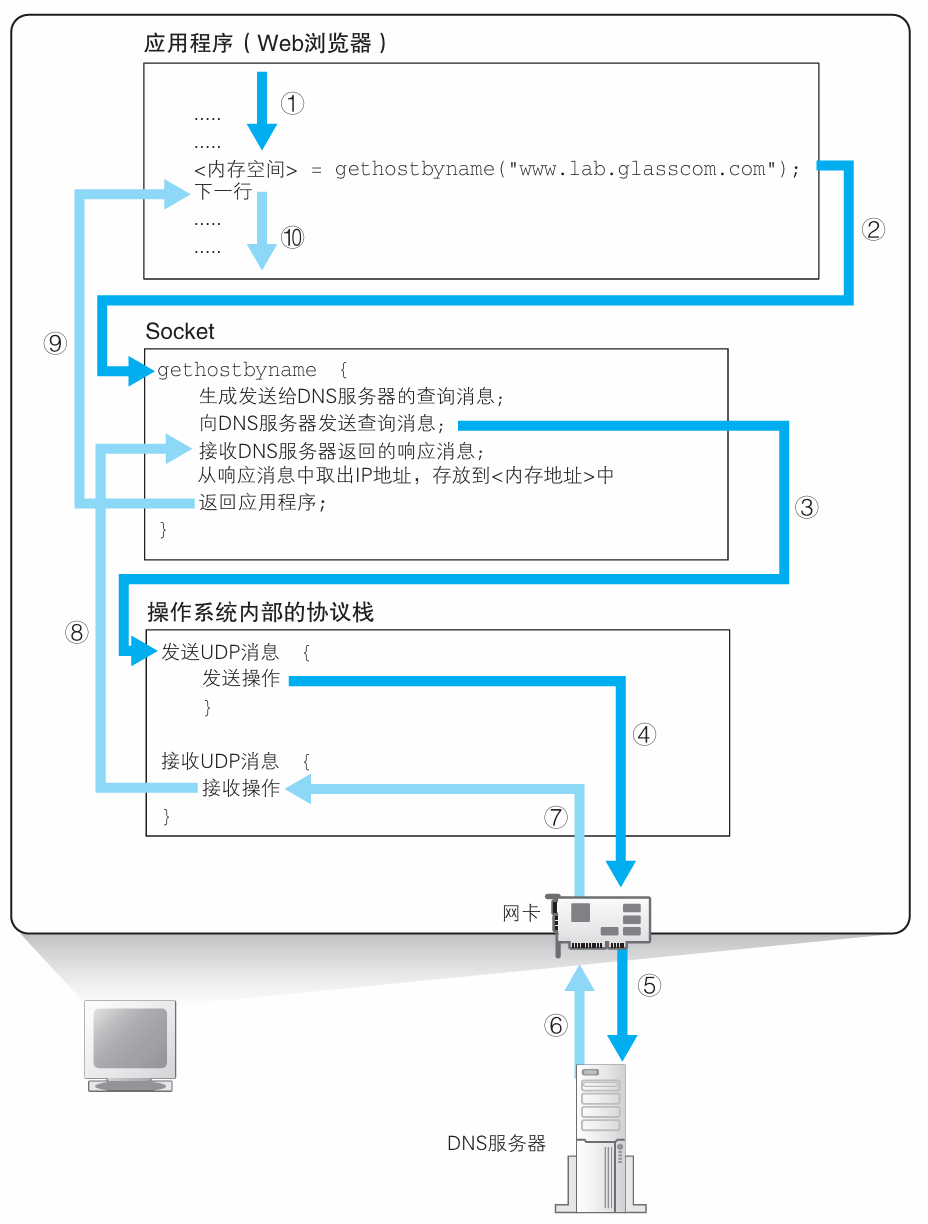 应用程序（Web浏览器）
①
.....
.....
<内存空间> = gethostbyname("www.lab.glasscom.com");
下一行
②
.....
⑩
.....
Socket
⑨
gethostbyname {
生成发送给DNS服务器的查询消息;
向DNS服务器发送查询消息;
接收DNS服务器返回的响应消息;
从响应消息中取出IP地址，存放到<内存地址>中
返回应用程序;
③
}
操作系统内部的协议栈
⑧
发送UDP消息 {
发送操作
}
④
接收UDP消息 {
接收操作
}
⑦
网卡
⑤
⑥
DNS服务器